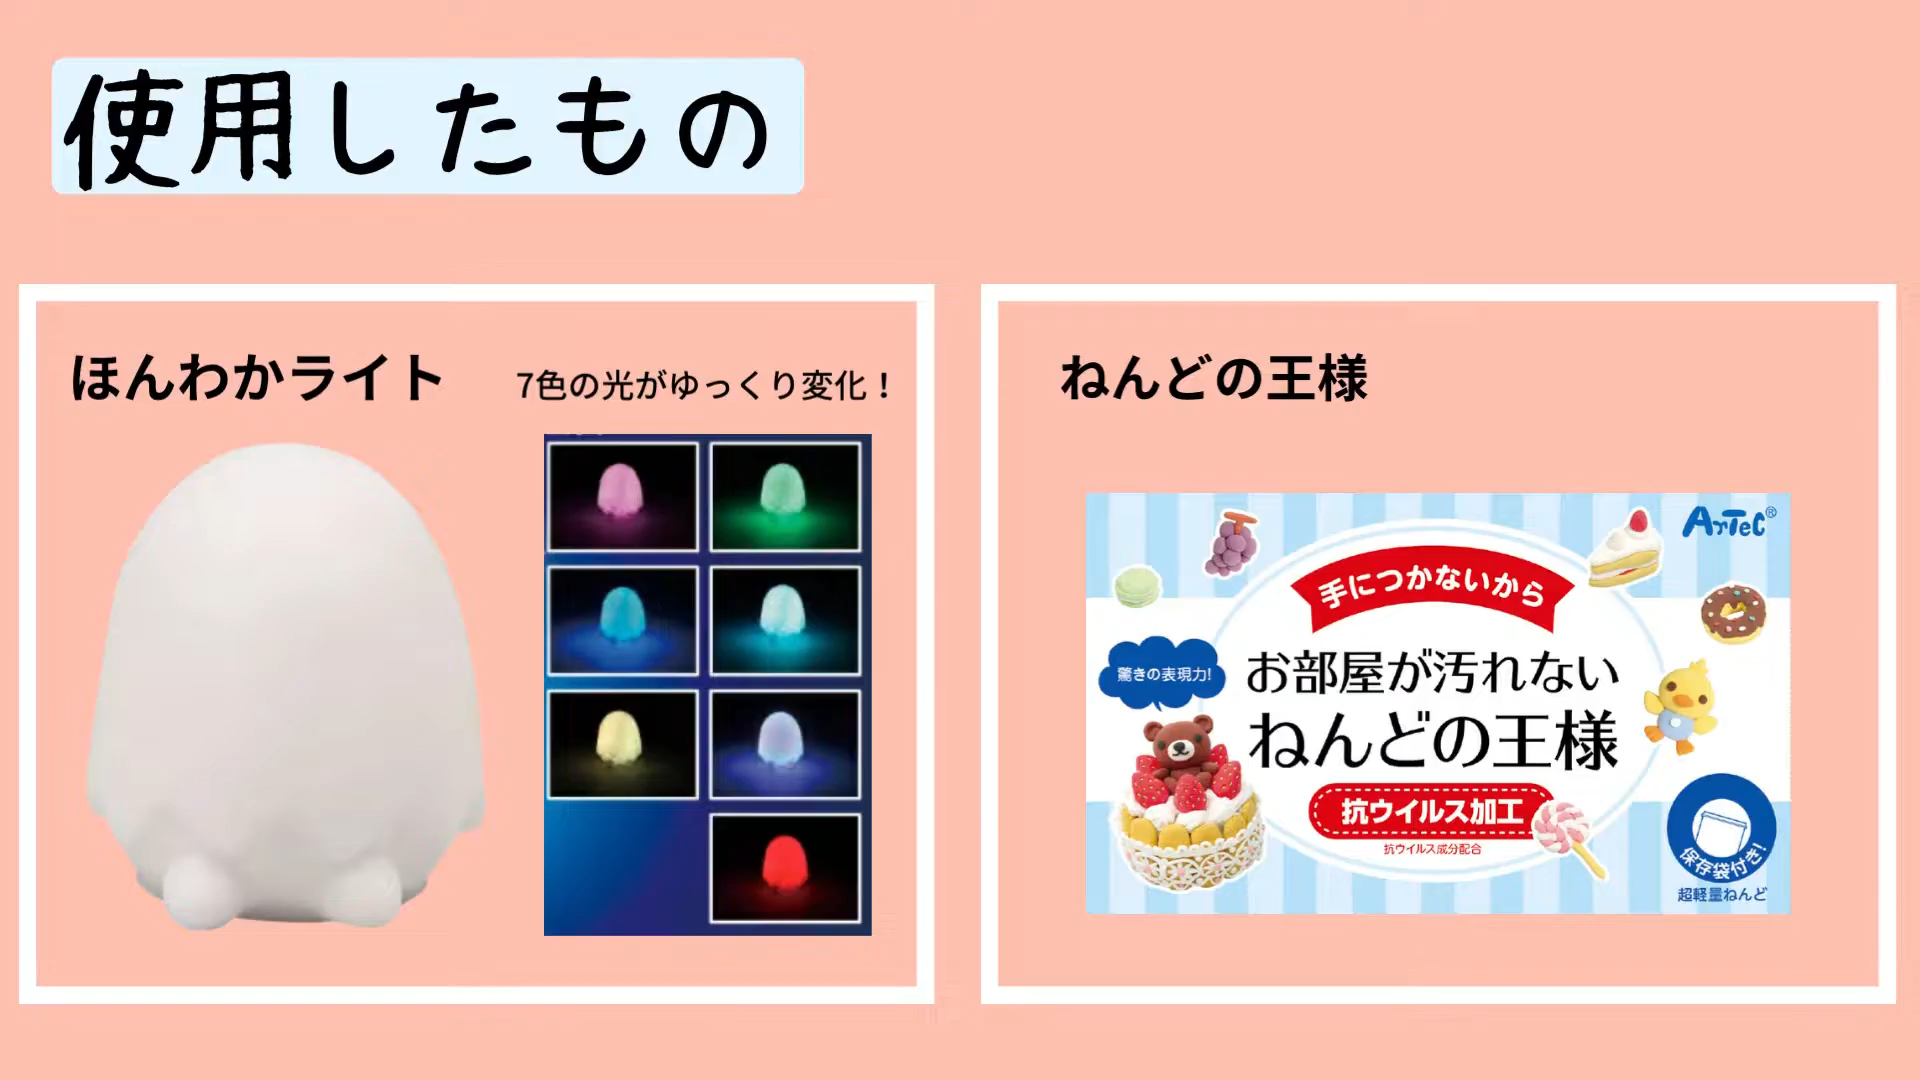 使用したもの
ほんわかライト
7色の光がゆっくり変化！
ねんどの王様
ArTeC®
手につかないから
驚きの表現力!
お部屋が汚れない
ねんどの王様
抗ウイルス加工
抗ウイルス成分配合
保存袋付き!
超軽量ねんど